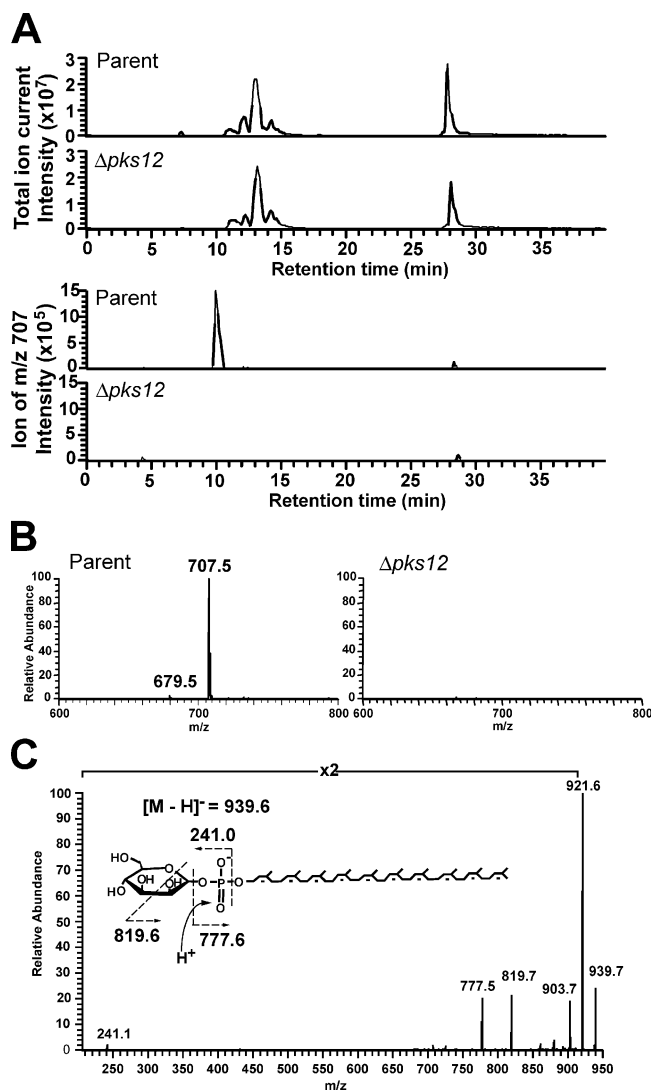 A
Parent
Total ion current
Intensity (x10⁷)
3
2
1
0
Δpks12
3
2
1
0
0 5 10 15 20 25 30 35
Retention time (min)
Parent
Ion of m/z 707
Intensity (x10⁵)
15
10
5
0
Δpks12
15
10
5
0
0 5 10 15 20 25 30 35
Retention time (min)
B
Parent
707.5
679.5
Relative Abundance
100
80
60
40
20
0
600 700 800
m/z
Δpks12
100
80
60
40
20
0
600 700 800
m/z
C
x2
[M - H]⁻ = 939.6
241.0
HO
HO
OH
OH
O
O
O⁻
P
O
O
819.6
777.6
H⁺
921.6
939.7
903.7
819.7
777.5
241.1
Relative Abundance
100
90
80
70
60
50
40
30
20
10
0
250 300 350 400 450 500 550 600 650 700 750 800 850 900 950
m/z